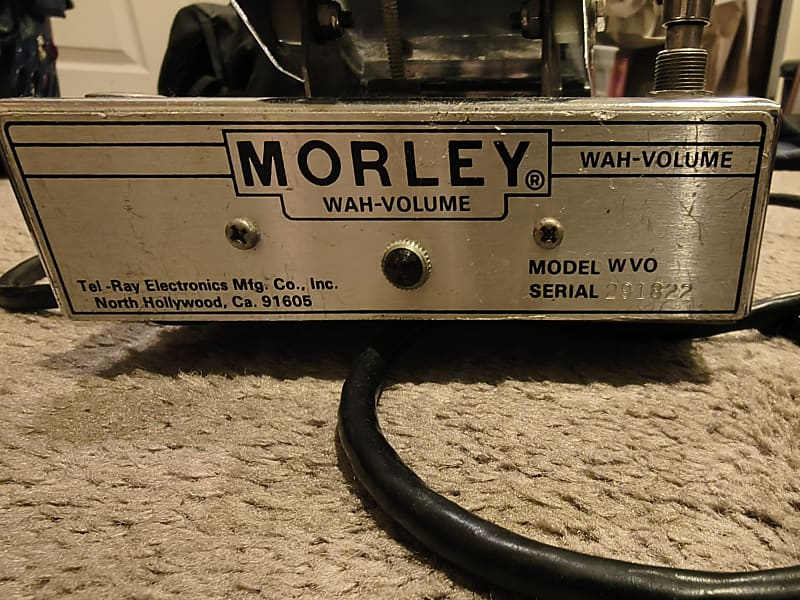 MORLEY®
WAH-VOLUME
WAH-VOLUME
Tel-Ray Electronics Mfg. Co., Inc.
North Hollywood, Ca. 91605
MODEL WVO
SERIAL 291822